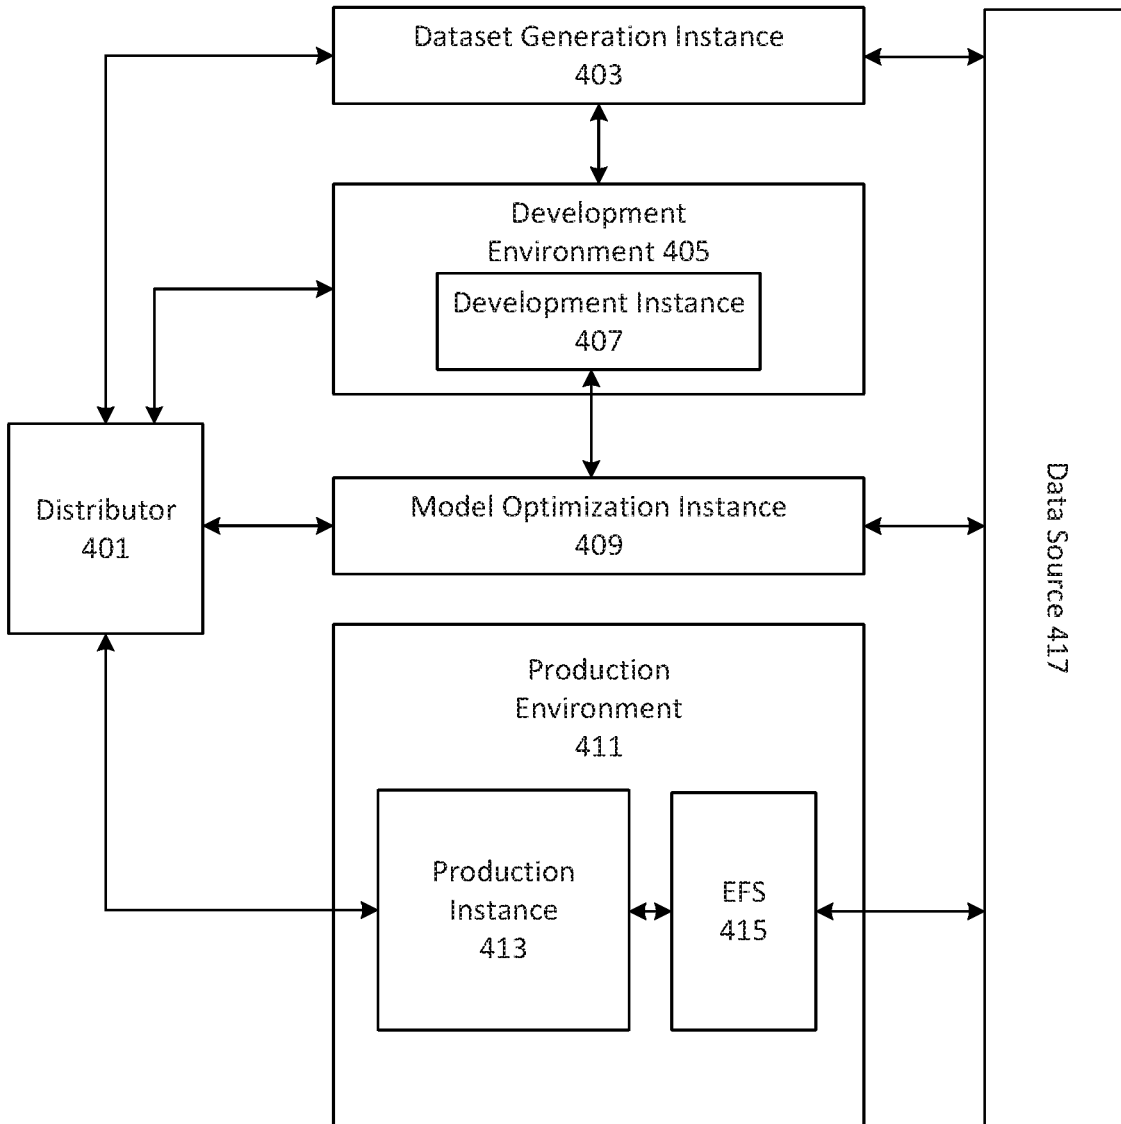 Dataset Generation Instance
403
Development
Environment 405
Development Instance
407
Distributor
401
Model Optimization Instance
409
Production
Environment
411
Production
Instance
413
EFS
415
Data Source 417